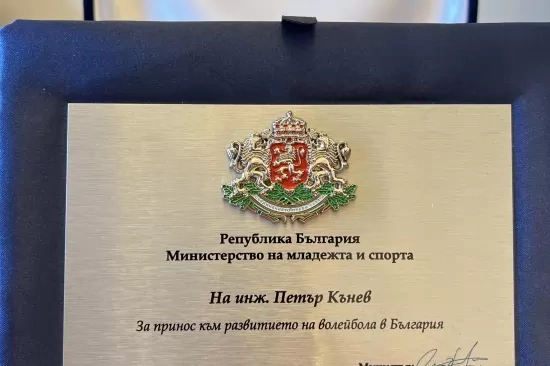 Република България
Министерство на младежта и спорта
На инж. Петър Кънев
За принос към развитието на волейбола в България